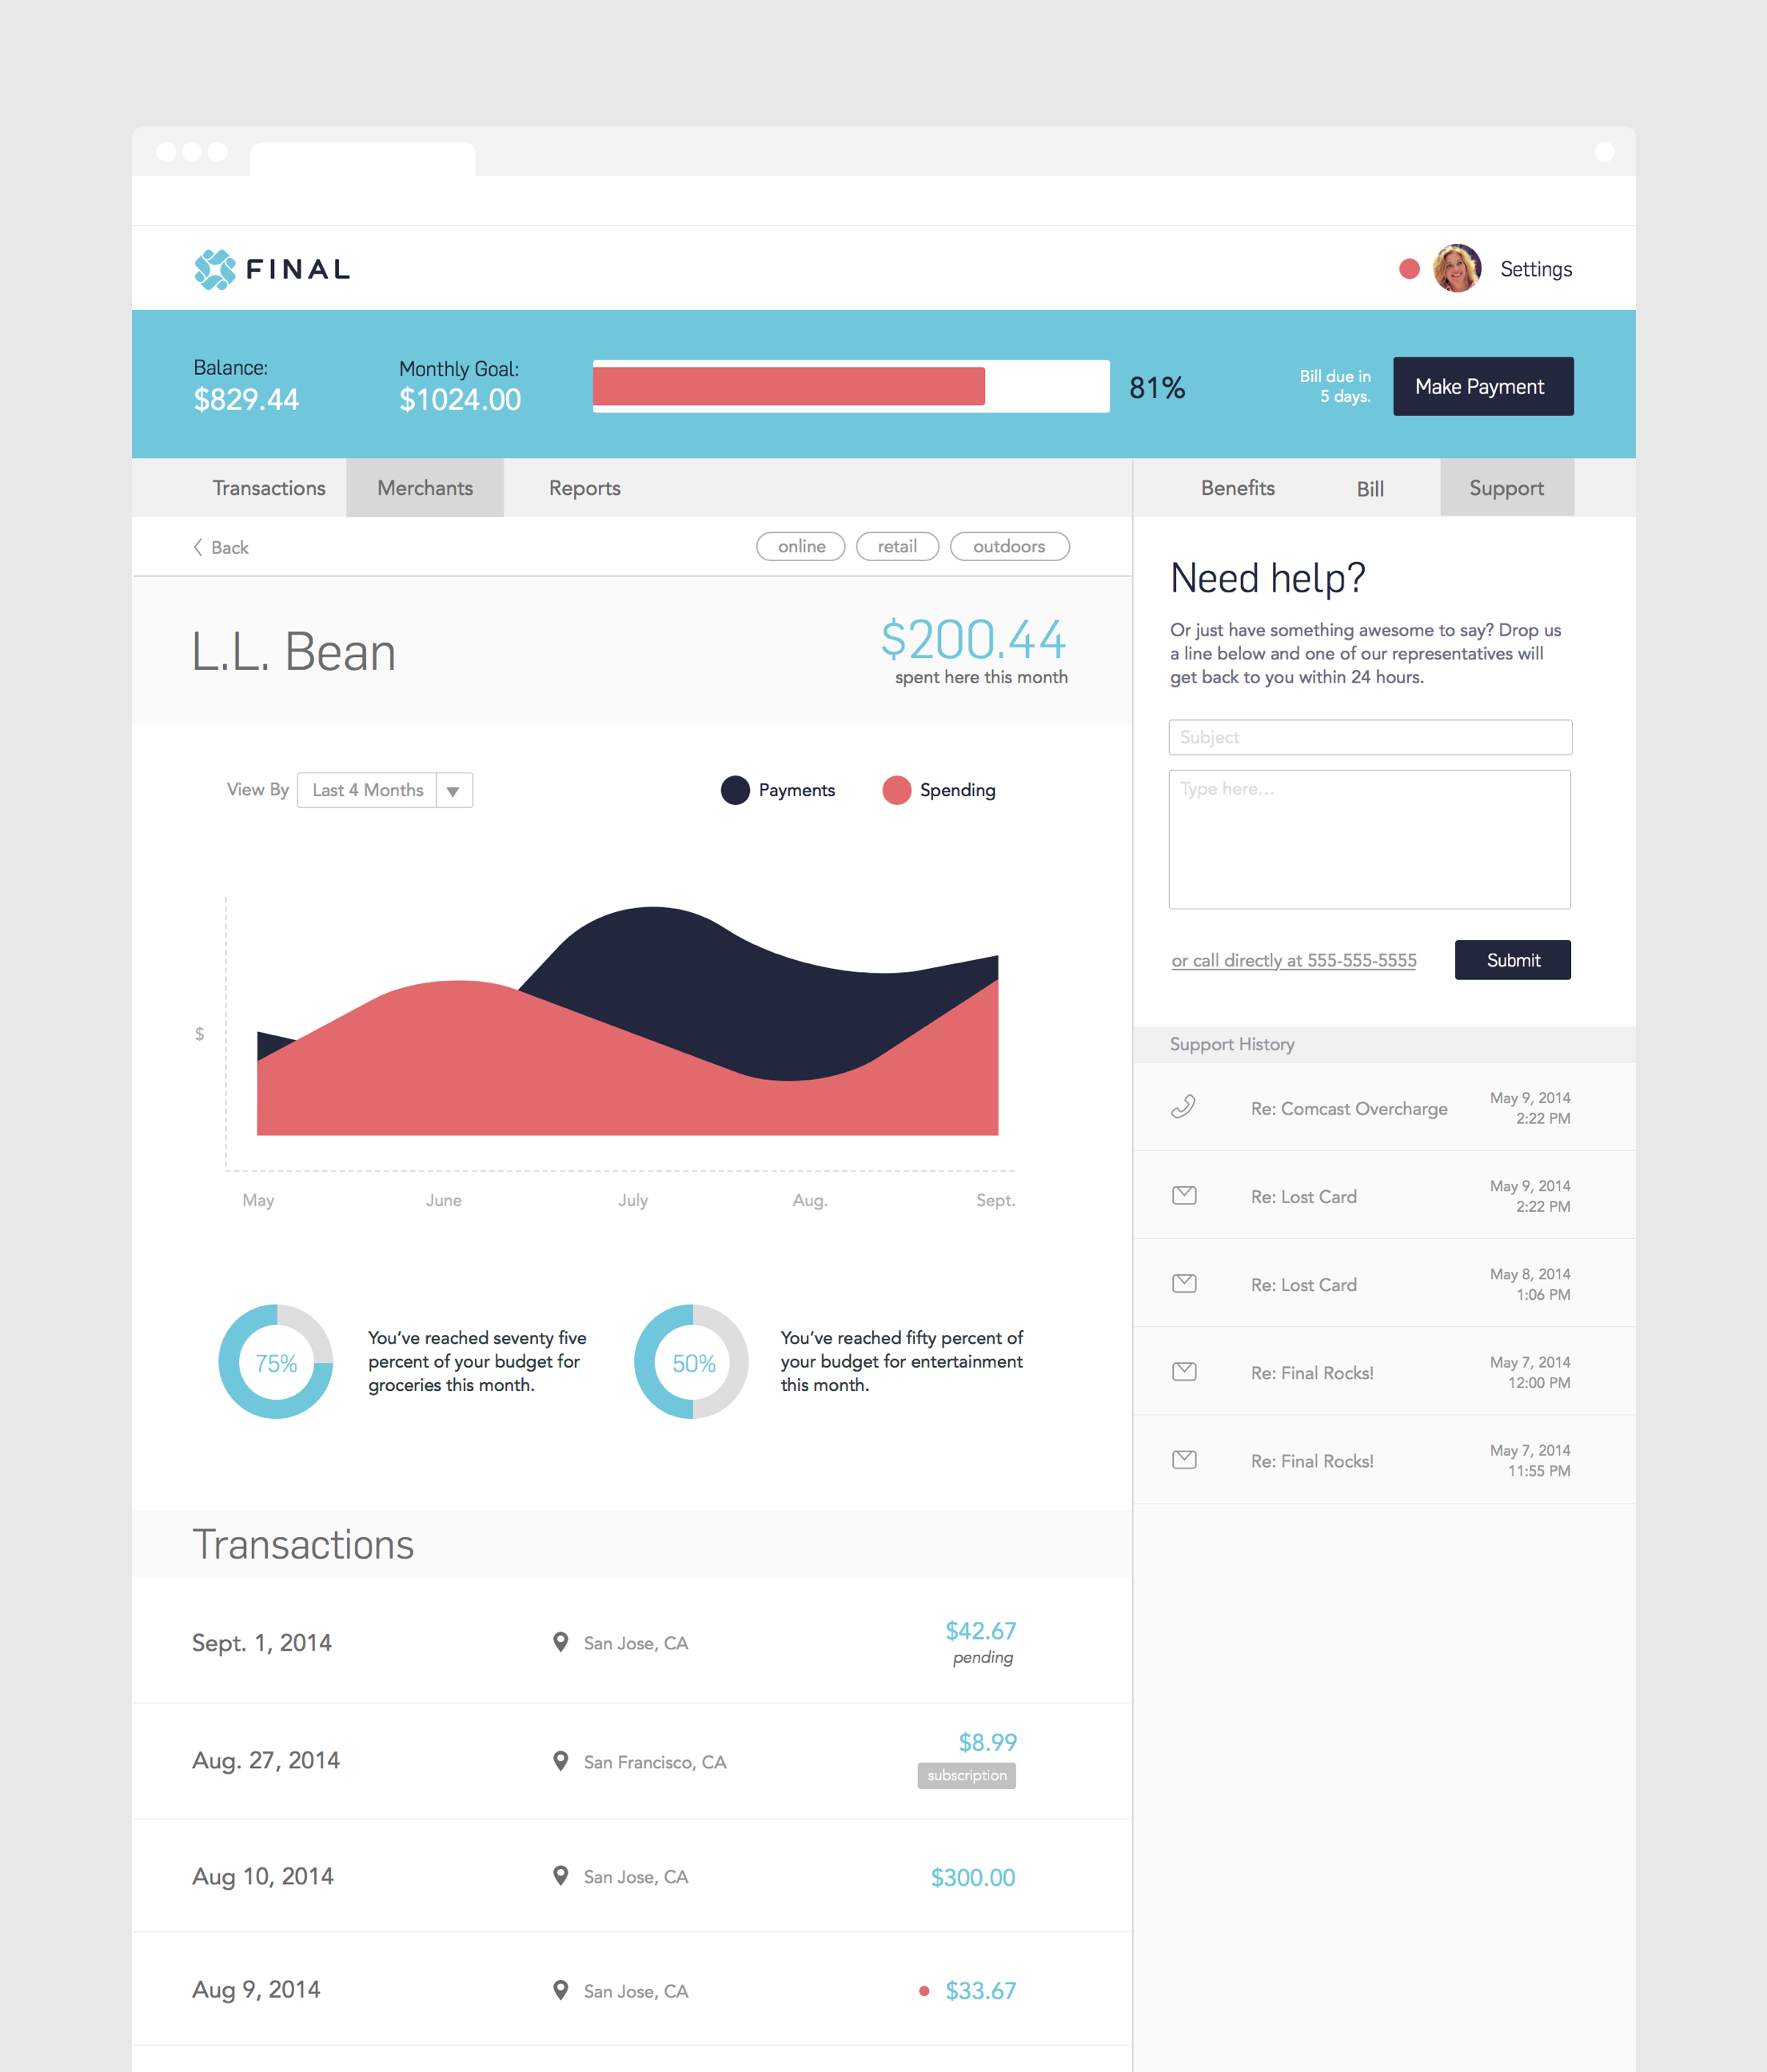 FINAL
Settings
Balance:
$829.44
Monthly Goal:
$1024.00
81%
Bill due in
5 days.
Make Payment
Transactions
Merchants
Reports
Benefits
Bill
Support
Back
online
retail
outdoors
L.L. Bean
$200.44
spent here this month
View By
Last 4 Months
Payments
Spending
$
May
June
July
Aug.
Sept.
75%
You've reached seventy five
percent of your budget for
groceries this month.
50%
You've reached fifty percent of
your budget for entertainment
this month.
Transactions
Sept. 1, 2014
San Jose, CA
$42.67
pending
Aug. 27, 2014
San Francisco, CA
$8.99
subscription
Aug 10, 2014
San Jose, CA
$300.00
Aug 9, 2014
San Jose, CA
$33.67
Need help?
Or just have something awesome to say? Drop us
a line below and one of our representatives will
get back to you within 24 hours.
Subject
Type here...
or call directly at 555-555-5555
Submit
Support History
Re: Comcast Overcharge
May 9, 2014
2:22 PM
Re: Lost Card
May 9, 2014
2:22 PM
Re: Lost Card
May 8, 2014
1:06 PM
Re: Final Rocks!
May 7, 2014
12:00 PM
Re: Final Rocks!
May 7, 2014
11:55 PM